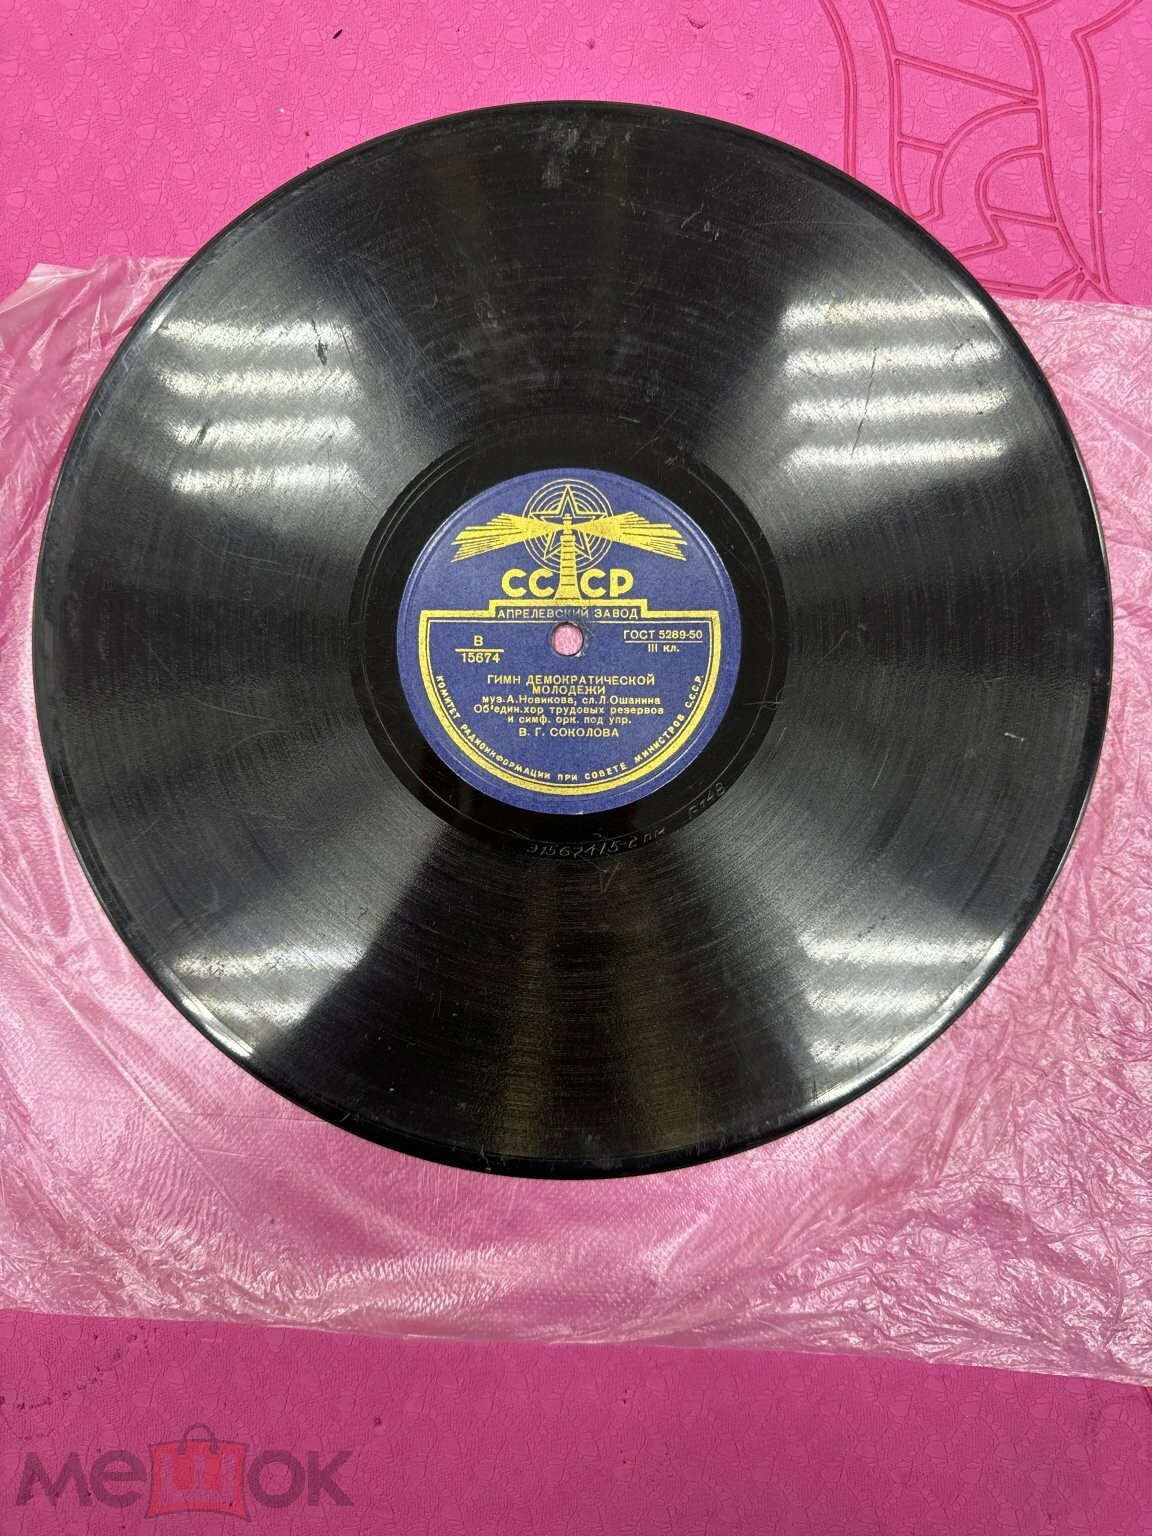 СССР
АПРЕЛЕВСКИЙ ЗАВОД
В
15674
ГОСТ 5289-50
III кл.
ГИМН ДЕМОКРАТИЧЕСКОЙ
МОЛОДЕЖИ
муз. А. Новикова, сл. Л. Ошанина
Об'един. хор трудовых резервов
и симф. орк. под упр.
В. Г. СОКОЛОВА
КОМИТЕТ РАДИОИНФОРМАЦИИ ПРИ СОВЕТЕ МИНИСТРОВ С.С.С.Р.
мешок